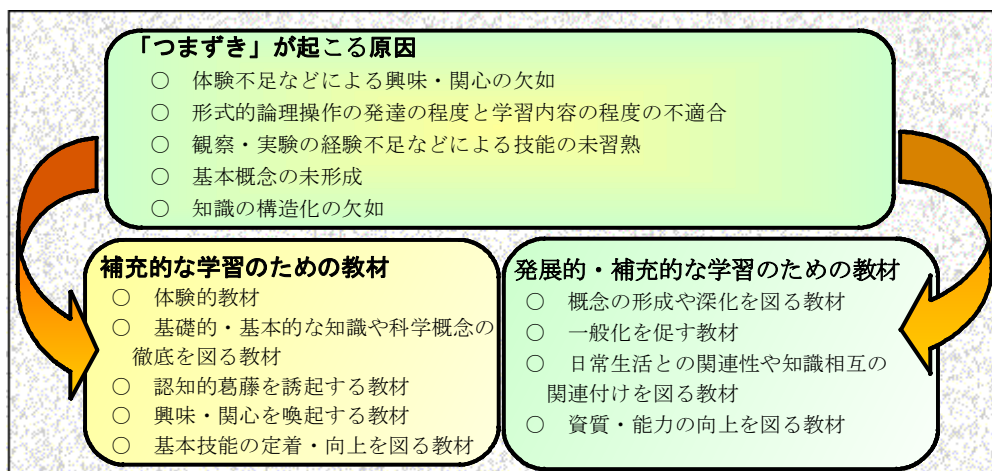 「つまずき」が起こる原因
○ 体験不足などによる興味・関心の欠如
○ 形式的論理操作の発達の程度と学習内容の程度の不適合
○ 観察・実験の経験不足などによる技能の未習熟
○ 基本概念の未形成
○ 知識の構造化の欠如
補充的な学習のための教材
○ 体験的教材
○ 基礎的・基本的な知識や科学概念の
徹底を図る教材
○ 認知的葛藤を誘起する教材
○ 興味・関心を喚起する教材
○ 基本技能の定着・向上を図る教材
発展的・補充的な学習のための教材
○ 概念の形成や深化を図る教材
○ 一般化を促す教材
○ 日常生活との関連性や知識相互の
関連付けを図る教材
○ 資質・能力の向上を図る教材